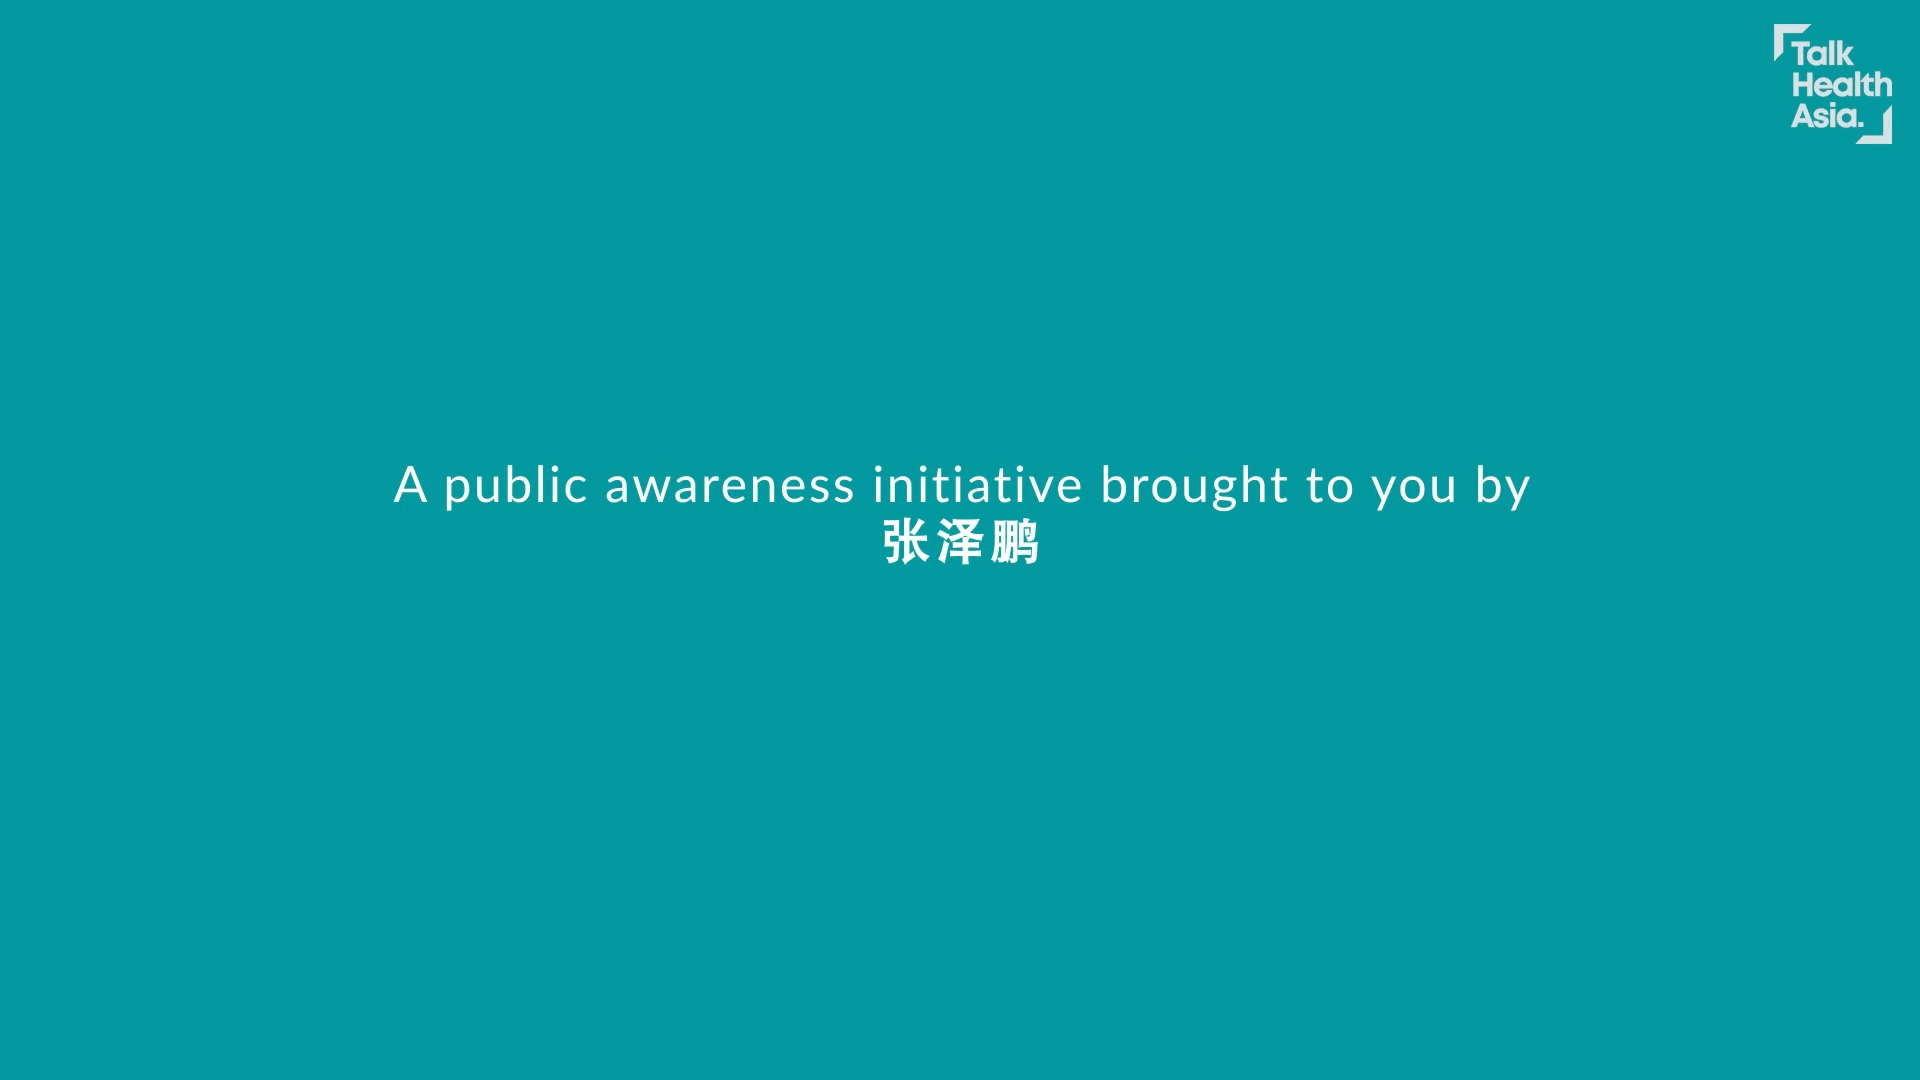 Talk
Health
Asia.
A public awareness initiative brought to you by
张泽鹏